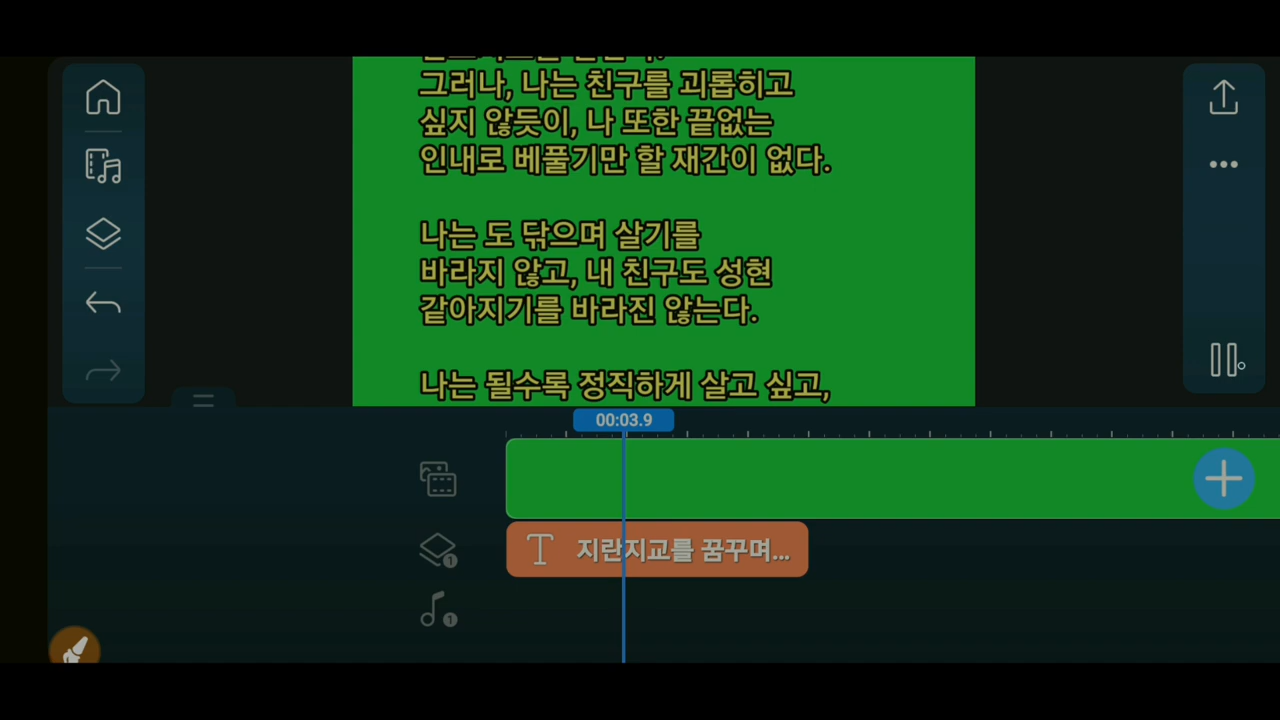 그러나, 나는 친구를 괴롭히고
싶지 않듯이, 나 또한 끝없는
인내로 베풀기만 할 재간이 없다.
나는 도 닦으며 살기를
바라지 않고, 내 친구도 성현
같아지기를 바라진 않는다.
나는 될수록 정직하게 살고 싶고,
00:03.9
T 지란지교를 꿈꾸며...
1
1